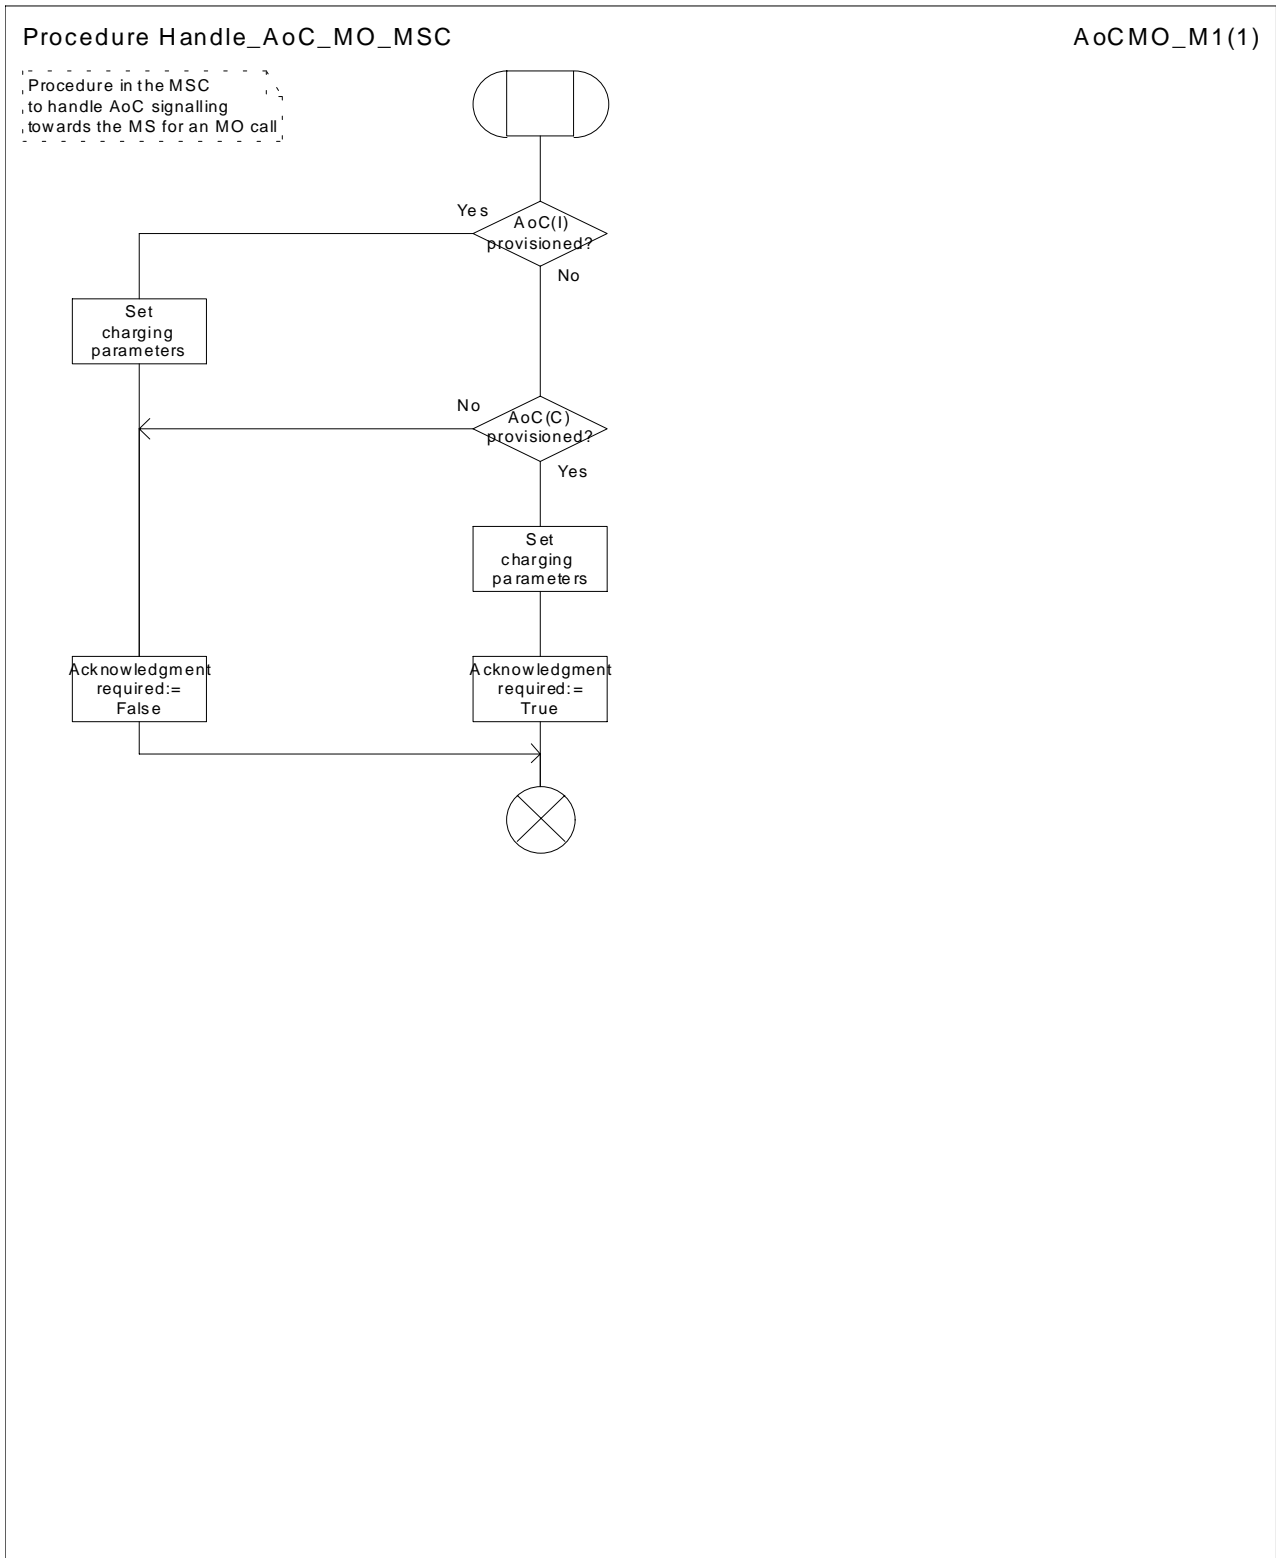 Procedure Handle_AoC_MO_MSC
AoCMO_M1(1)
Procedure in the MSC
to handle AoC signalling
towards the MS for an MO call
Yes
AoC(I)
provisioned?
No
Set
charging
parameters
No
AoC(C)
provisioned?
Yes
Set
charging
parameters
Acknowledgment
required:=
False
Acknowledgment
required:=
True